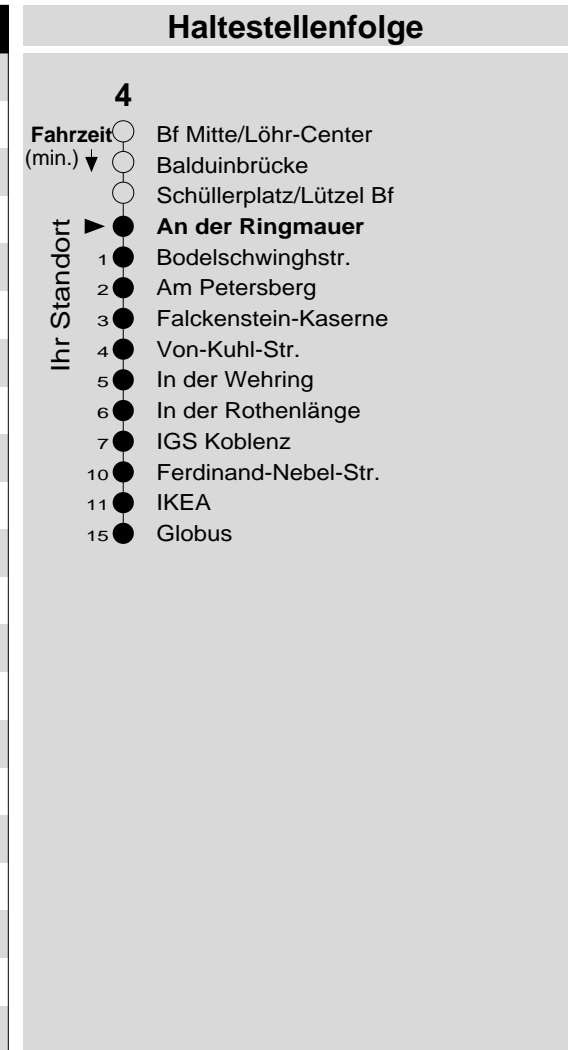 Haltestellenfolge
4
Fahrzeit Bf Mitte/Löhr-Center
(min.) Balduinbrücke
Schüllerplatz/Lützel Bf
An der Ringmauer
1 Bodelschwinghstr.
2 Am Petersberg
3 Falckenstein-Kaserne
4 Von-Kuhl-Str.
5 In der Wehring
6 In der Rothenlänge
7 IGS Koblenz
10 Ferdinand-Nebel-Str.
11 IKEA
15 Globus
Ihr Standort